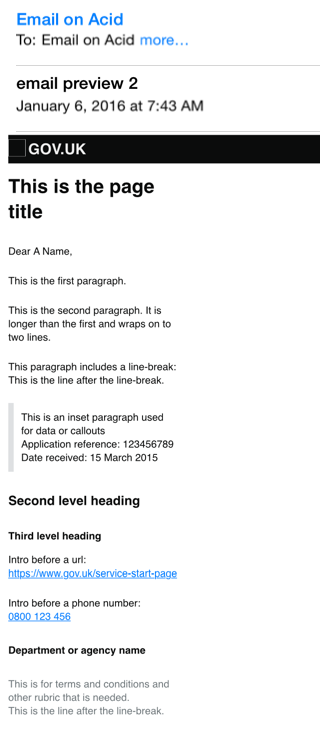 Email on Acid
To: Email on Acid more...
email preview 2
January 6, 2016 at 7:43 AM
GOV.UK
This is the page
title
Dear A Name,
This is the first paragraph.
This is the second paragraph. It is
longer than the first and wraps on to
two lines.
This paragraph includes a line-break:
This is the line after the line-break.
This is an inset paragraph used
for data or callouts
Application reference: 123456789
Date received: 15 March 2015
Second level heading
Third level heading
Intro before a url:
https://www.gov.uk/service-start-page
Intro before a phone number:
0800 123 456
Department or agency name
This is for terms and conditions and
other rubric that is needed.
This is the line after the line-break.